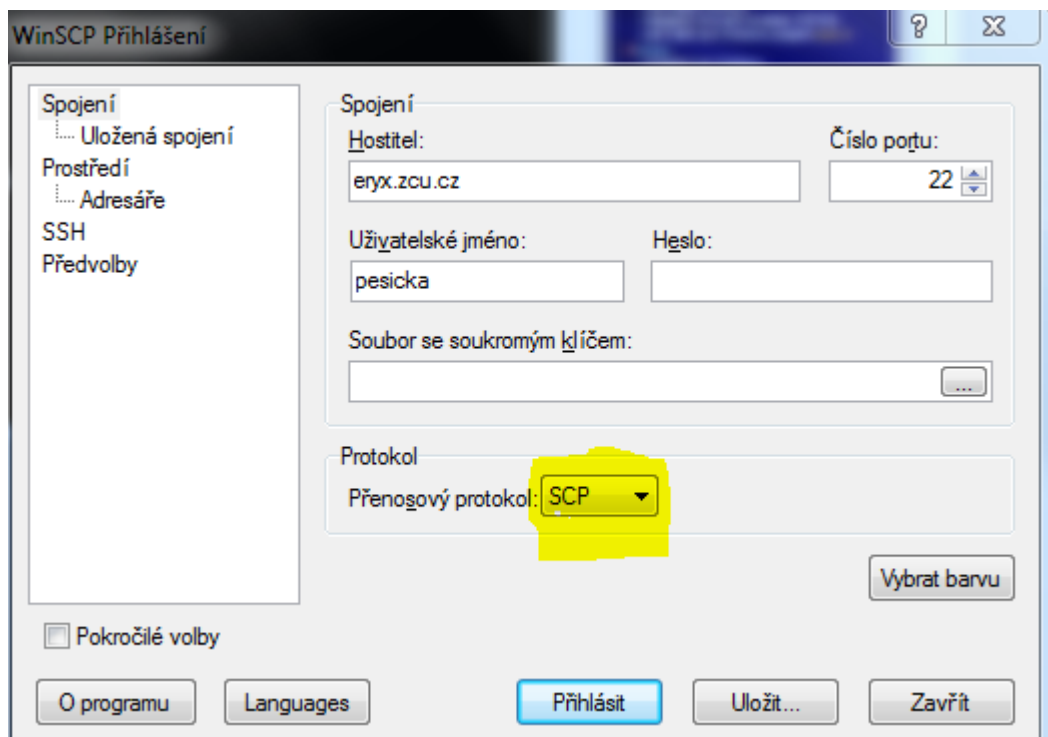 WinSCP Přihlášení
Spojení
Uložená spojení
Prostředí
Adresáře
SSH
Předvolby
Spojení
Hostitel:
Číslo portu:
eryx.zcu.cz
22
Uživatelské jméno:
Heslo:
pesicka
Soubor se soukromým klíčem:
...
Protokol
Přenosový protokol: SCP
Vybrat barvu
Pokročilé volby
O programu
Languages
Přihlásit
Uložit...
Zavřít